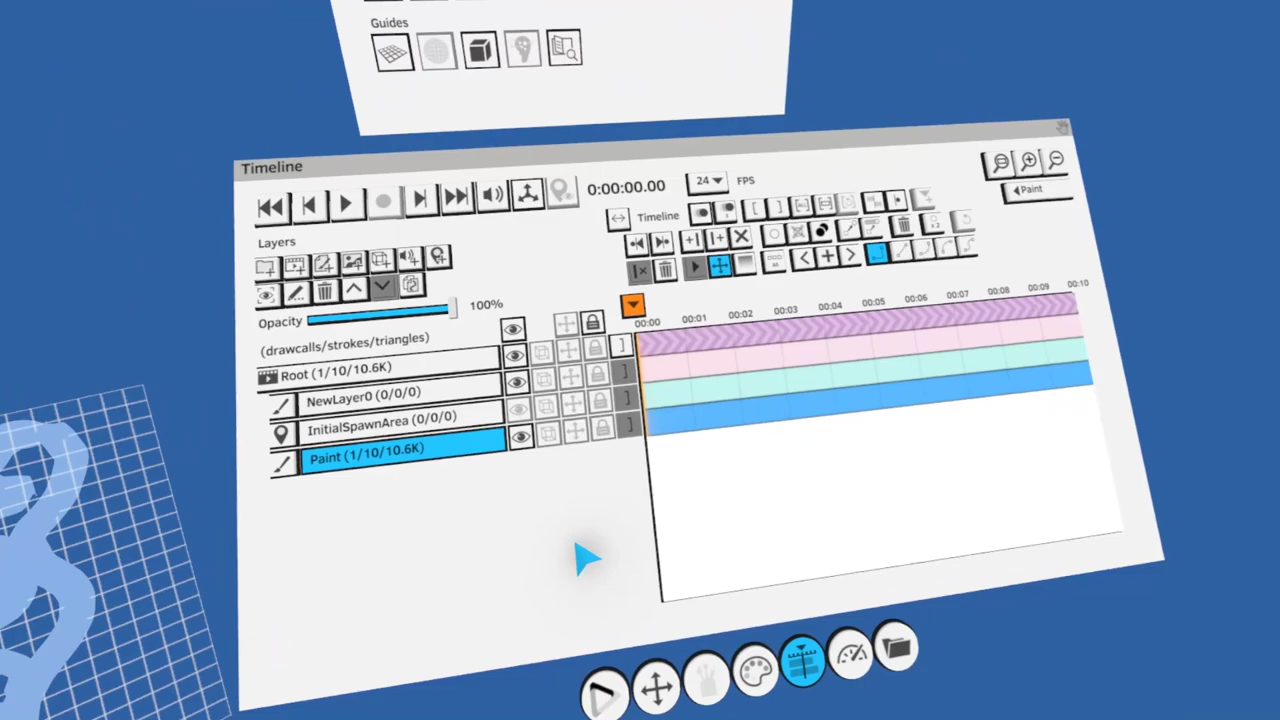 Guides
Timeline
0:00:00.00
24
FPS
Paint
Timeline
Layers
Opacity
100%
(drawcalls/strokes/triangles)
00:00 00:01 00:02 00:03 00:04 00:05 00:06 00:07 00:08 00:09 00:10
Root (1/10/10.6K)
NewLayer0 (0/0/0)
InitialSpawnArea (0/0/0)
Paint (1/10/10.6K)